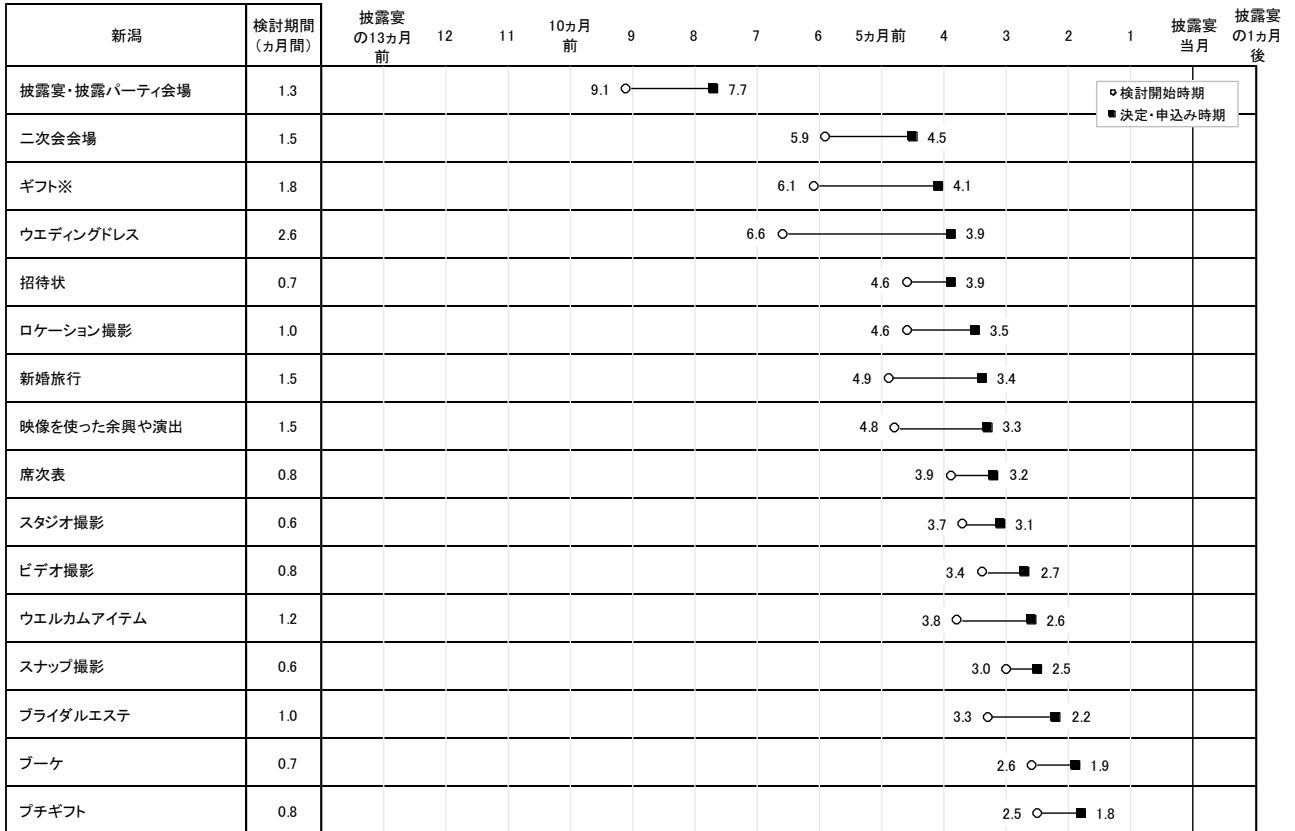 新潟
検討期間
(ヵ月間)
披露宴
の13ヵ月
前
12
11
10ヵ月
前
9
8
7
6
5ヵ月前
4
3
2
1
披露宴
当月
披露宴
の1ヵ月
後
○検討開始時期
■決定・申込み時期
披露宴・披露パーティ会場 1.3 9.1 7.7
二次会会場 1.5 5.9 4.5
ギフト※ 1.8 6.1 4.1
ウエディングドレス 2.6 6.6 3.9
招待状 0.7 4.6 3.9
ロケーション撮影 1.0 4.6 3.5
新婚旅行 1.5 4.9 3.4
映像を使った余興や演出 1.5 4.8 3.3
席次表 0.8 3.9 3.2
スタジオ撮影 0.6 3.7 3.1
ビデオ撮影 0.8 3.4 2.7
ウエルカムアイテム 1.2 3.8 2.6
スナップ撮影 0.6 3.0 2.5
ブライダルエステ 1.0 3.3 2.2
ブーケ 0.7 2.6 1.9
プチギフト 0.8 2.5 1.8